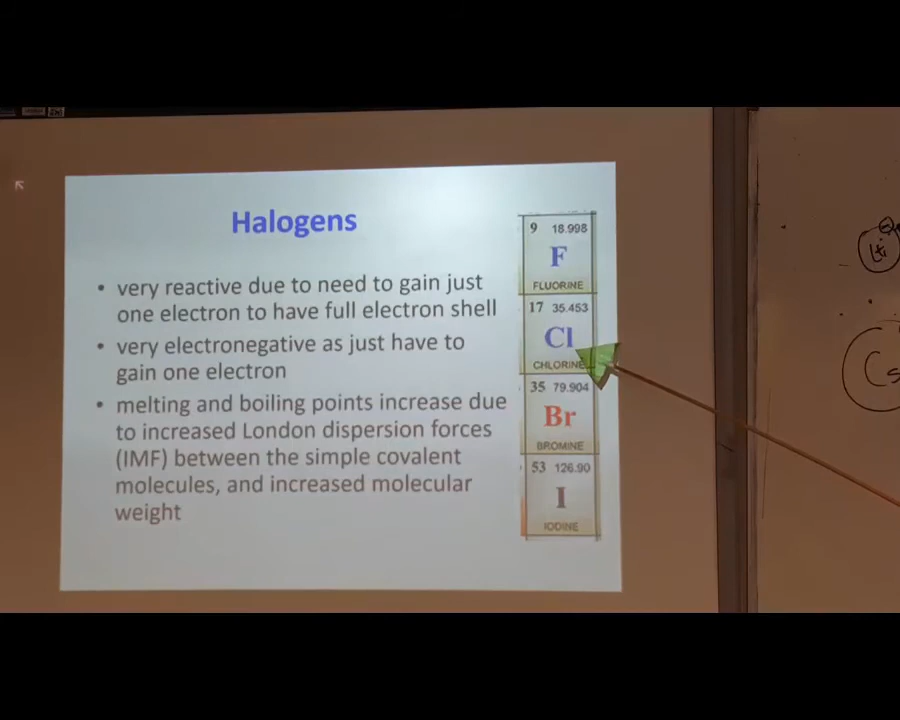 Halogens
• very reactive due to need to gain just
one electron to have full electron shell
• very electronegative as just have to
gain one electron
• melting and boiling points increase due
to increased London dispersion forces
(IMF) between the simple covalent
molecules, and increased molecular
weight
9 18.998
F
FLUORINE
17 35.453
Cl
CHLORINE
35 79.904
Br
BROMINE
53 126.90
I
IODINE
Li
Cs